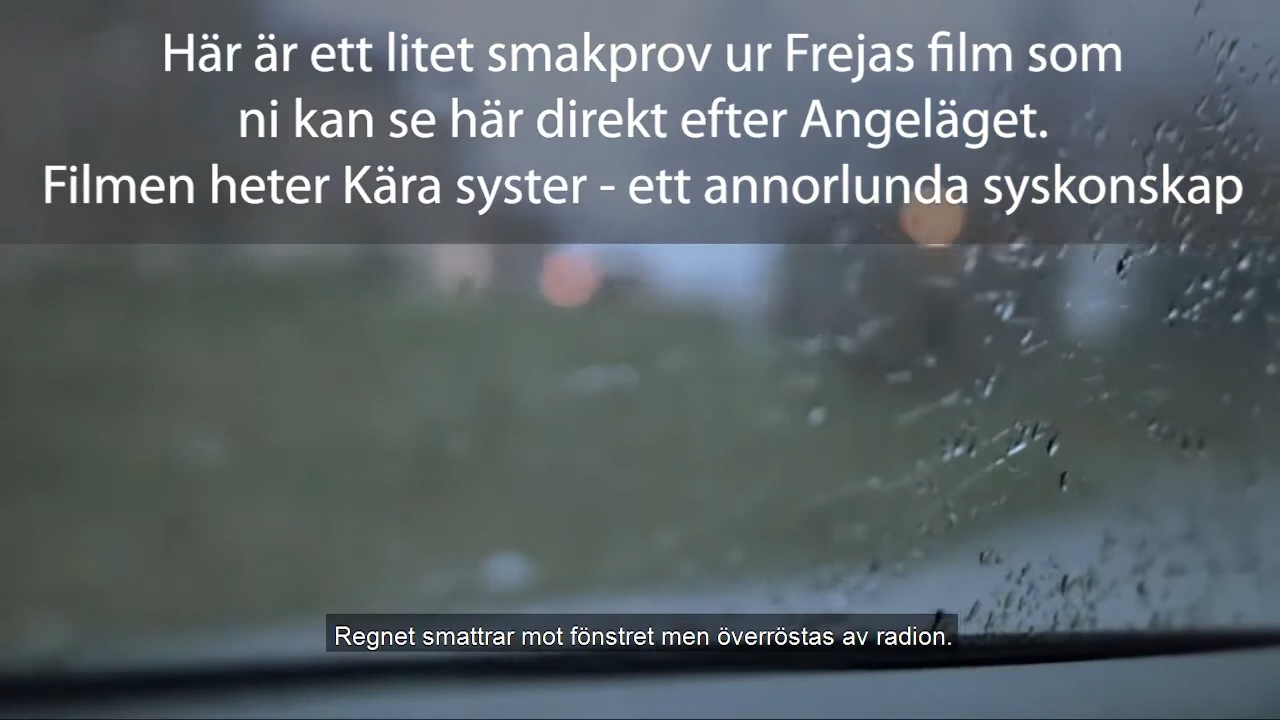 Här är ett litet smakprov ur Frejas film som
ni kan se här direkt efter Angeläget.
Filmen heter Kära syster - ett annorlunda syskonskap
Regnet smattrar mot fönstret men överröstas av radion.